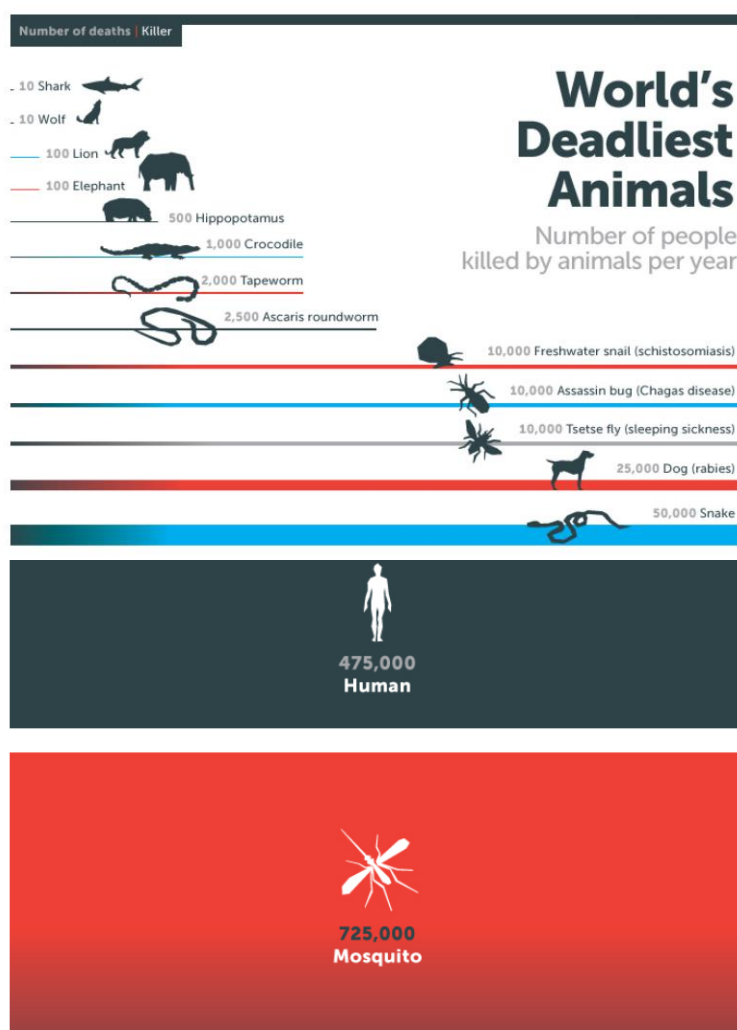 Number of deaths | Killer
World's
Deadliest
Animals
Number of people
killed by animals per year
10 Shark
10 Wolf
100 Lion
100 Elephant
500 Hippopotamus
1,000 Crocodile
2,000 Tapeworm
2,500 Ascaris roundworm
10,000 Freshwater snail (schistosomiasis)
10,000 Assassin bug (Chagas disease)
10,000 Tsetse fly (sleeping sickness)
25,000 Dog (rabies)
50,000 Snake
475,000
Human
725,000
Mosquito